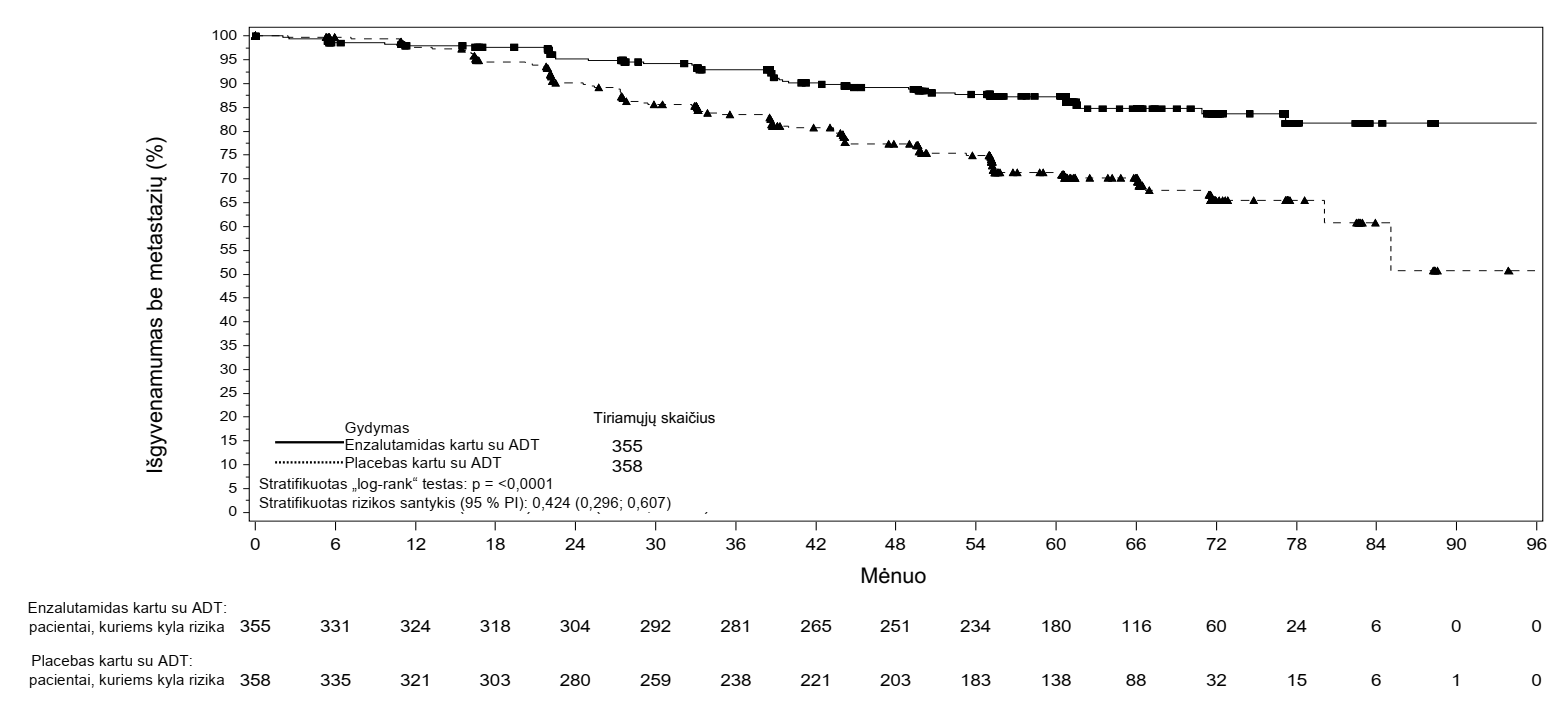 Išgyvenamumas be metastazių (%)
100
95
90
85
80
75
70
65
60
55
50
45
40
35
30
25
20
15
10
5
0
Gydymas Tiriamųjų skaičius
Enzalutamidas kartu su ADT 355
Placebas kartu su ADT 358
Stratifikuotas „log-rank“ testas: p = <0,0001
Stratifikuotas rizikos santykis (95 % PI): 0,424 (0,296; 0,607)
0 6 12 18 24 30 36 42 48 54 60 66 72 78 84 90 96
Mėnuo
Enzalutamidas kartu su ADT:
pacientai, kuriems kyla rizika 355 331 324 318 304 292 281 265 251 234 180 116 60 24 6 0 0
Placebas kartu su ADT:
pacientai, kuriems kyla rizika 358 335 321 303 280 259 238 221 203 183 138 88 32 15 6 1 0